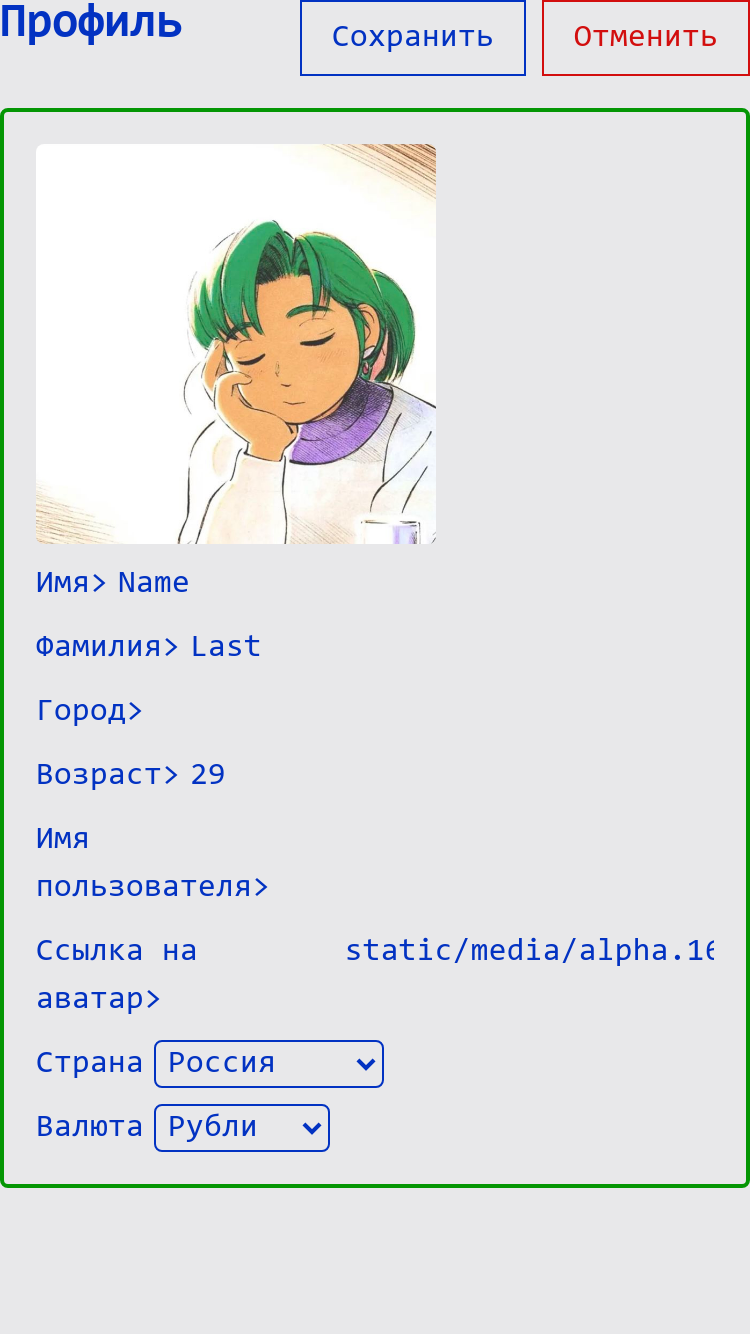 Профиль
Сохранить
Отменить
Имя> Name
Фамилия> Last
Город>
Возраст> 29
Имя
пользователя>
Ссылка на static/media/alpha.16
аватар>
Страна Россия
Валюта Рубли